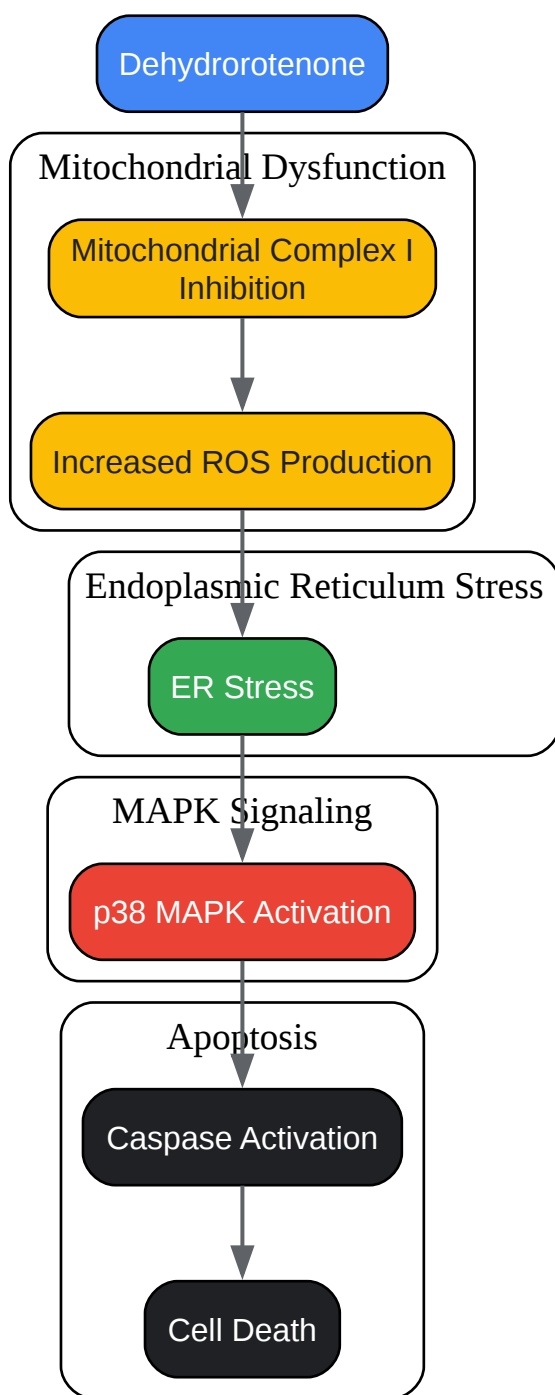 Dehydrorotenone
Mitochondrial Dysfunction
Mitochondrial Complex I
Inhibition
Increased ROS Production
Endoplasmic Reticulum Stress
ER Stress
MAPK Signaling
p38 MAPK Activation
Apoptosis
Caspase Activation
Cell Death